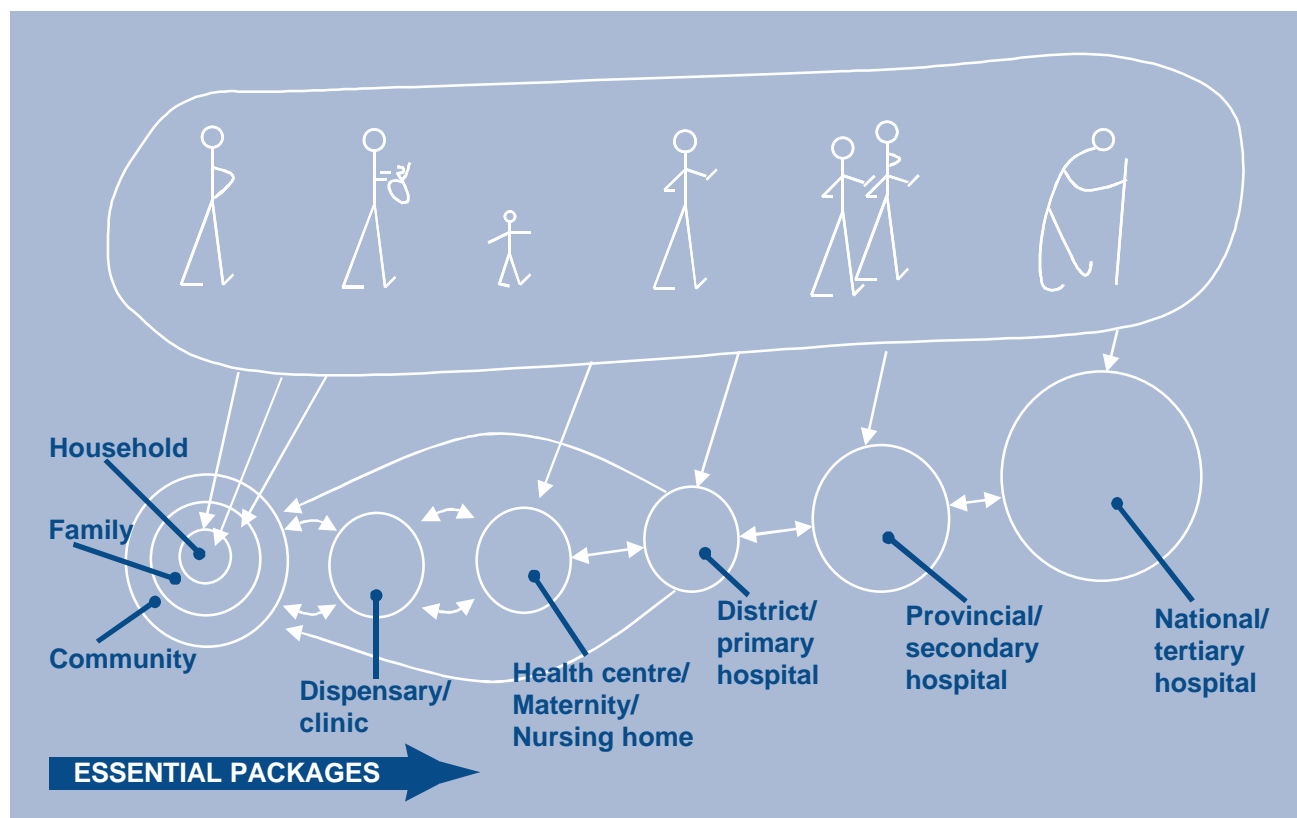 Household
Family
Community
Dispensary/
clinic
Health centre/
Maternity/
Nursing home
District/
primary
hospital
Provincial/
secondary
hospital
National/
tertiary
hospital
ESSENTIAL PACKAGES